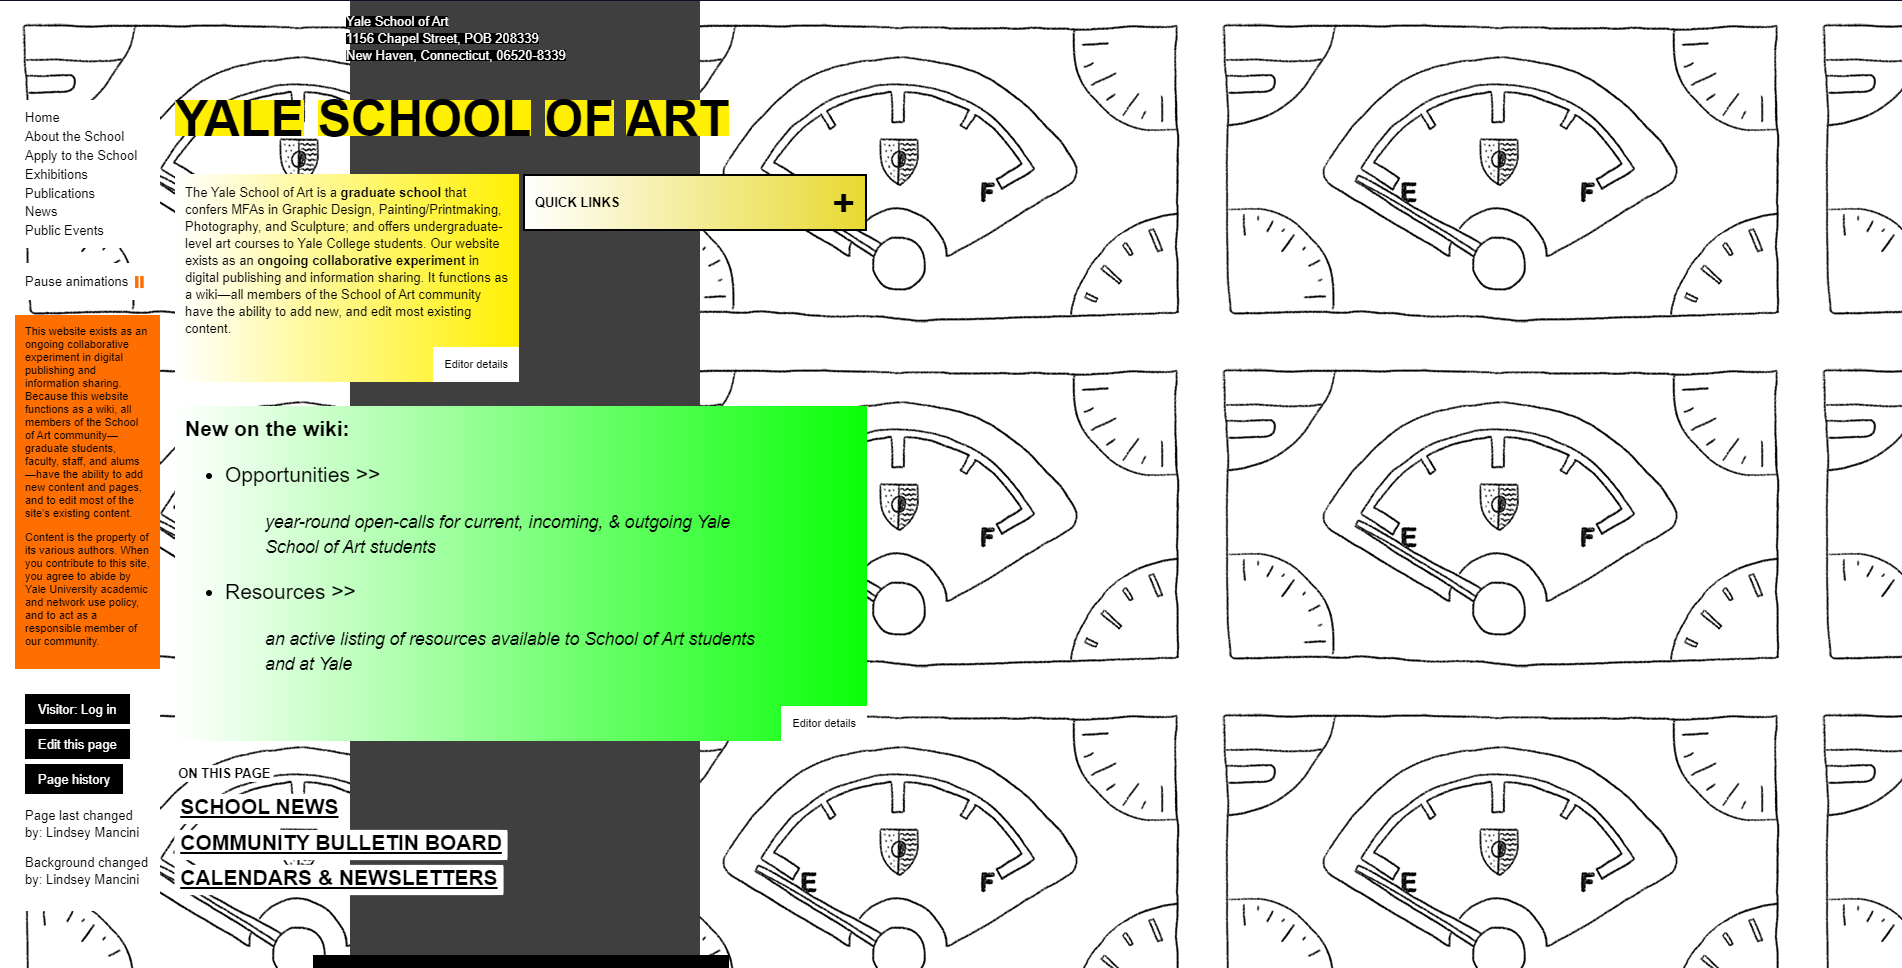 Yale School of Art
1156 Chapel Street, POB 208339
New Haven, Connecticut, 06520-8339
YALE SCHOOL OF ART
Home
About the School
Apply to the School
Exhibitions
Publications
News
Public Events
Pause animations
This website exists as an
ongoing collaborative
experiment in digital
publishing and
information sharing.
Because this website
functions as a wiki, all
members of the School
of Art community—
graduate students,
faculty, staff, and alums
—have the ability to add
new content and pages,
and to edit most of the
site's existing content.
Content is the property of
its various authors. When
you contribute to this site,
you agree to abide by
Yale University academic
and network use policy,
and to act as a
responsible member of
our community.
Visitor: Log in
Edit this page
Page history
Page last changed
by: Lindsey Mancini
Background changed
by: Lindsey Mancini
The Yale School of Art is a graduate school that
confers MFAs in Graphic Design, Painting/Printmaking,
Photography, and Sculpture; and offers undergraduate-
level art courses to Yale College students. Our website
exists as an ongoing collaborative experiment in
digital publishing and information sharing. It functions as
a wiki—all members of the School of Art community
have the ability to add new, and edit most existing
content.
Editor details
QUICK LINKS +
New on the wiki:
• Opportunities >>
year-round open-calls for current, incoming, & outgoing Yale
School of Art students
• Resources >>
an active listing of resources available to School of Art students
and at Yale
Editor details
ON THIS PAGE
SCHOOL NEWS
COMMUNITY BULLETIN BOARD
CALENDARS & NEWSLETTERS
F
E F
F
E F
E F
E F